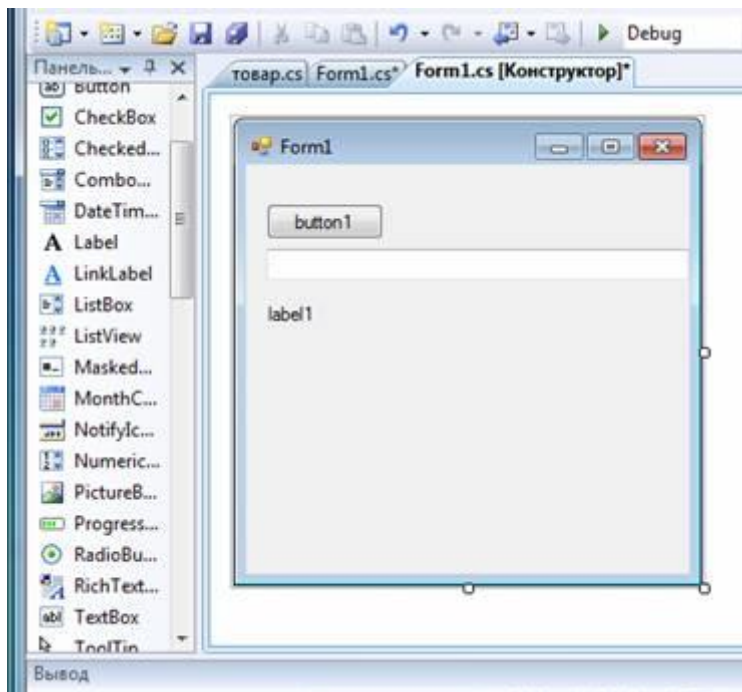 Debug
Панель...
товар.cs Form1.cs* Form1.cs [Конструктор]*
Button
CheckBox
Checked...
Combo...
DateTim...
Label
LinkLabel
ListBox
ListView
Masked...
MonthC...
NotifyIc...
Numeric...
PictureB...
Progress...
RadioBu...
RichText...
TextBox
ToolTip
Form1
button1
label1
Вывод